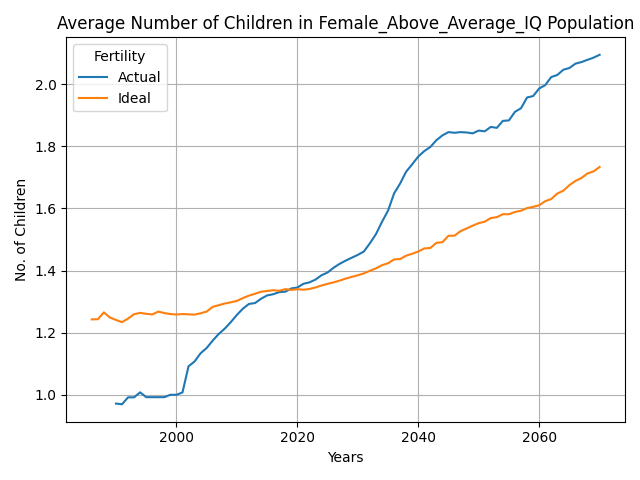 Average Number of Children in Female_Above_Average_IQ Population
Fertility
Actual
Ideal
No. of Children
2.0
1.8
1.6
1.4
1.2
1.0
2000 2020 2040 2060
Years